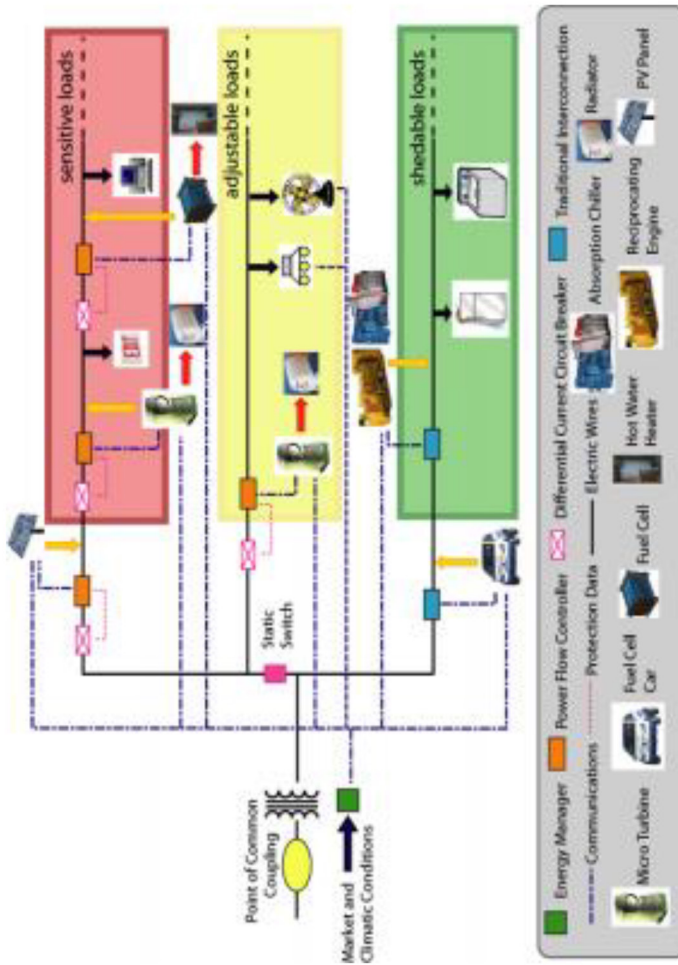 sensitive loads
EXIT
adjustable loads
shedable loads
Static
Switch
Point of Common
Coupling
Market and
Climatic Conditions
Energy Manager
Power Flow Controller
Differential Current Circuit Breaker
Traditional Interconnection
Communications
Protection Data
Electric Wires
Absorption Chiller
Radiator
Micro Turbine
Fuel Cell
Car
Fuel Cell
Hot Water
Heater
Reciprocating
Engine
PV Panel